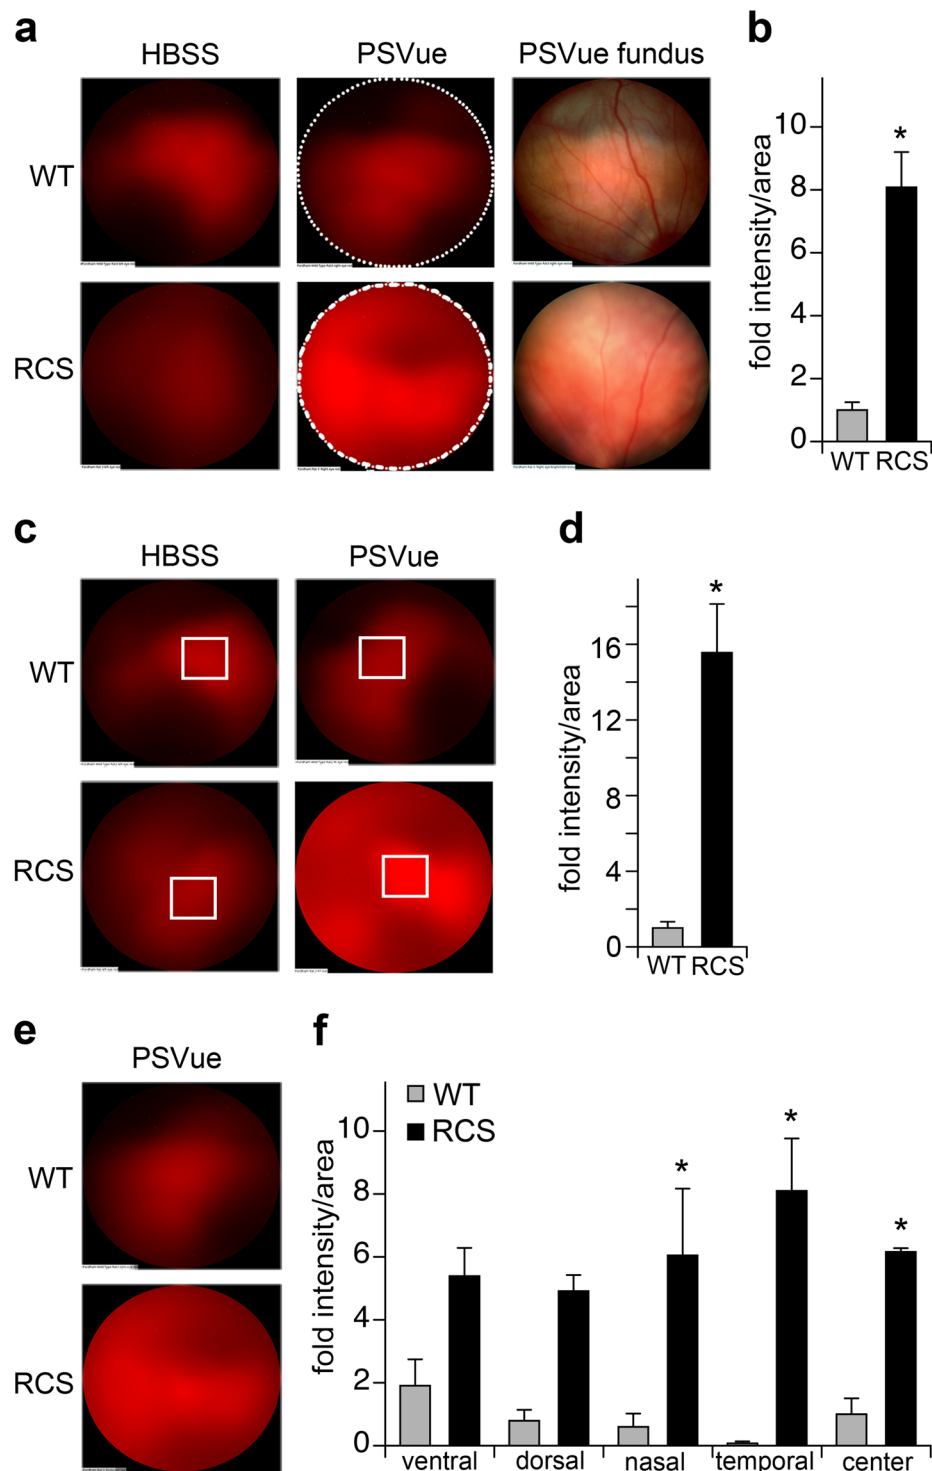 a
HBSS PSVue PSVue fundus
WT
RCS
b
fold intensity/area
10
8
6
4
2
0
*
WT RCS
c
HBSS PSVue
WT
RCS
d
fold intensity/area
16
12
8
4
0
*
WT RCS
e
PSVue
WT
RCS
f
WT
RCS
fold intensity/area
10
8
6
4
2
0
* * *
ventral dorsal nasal temporal center